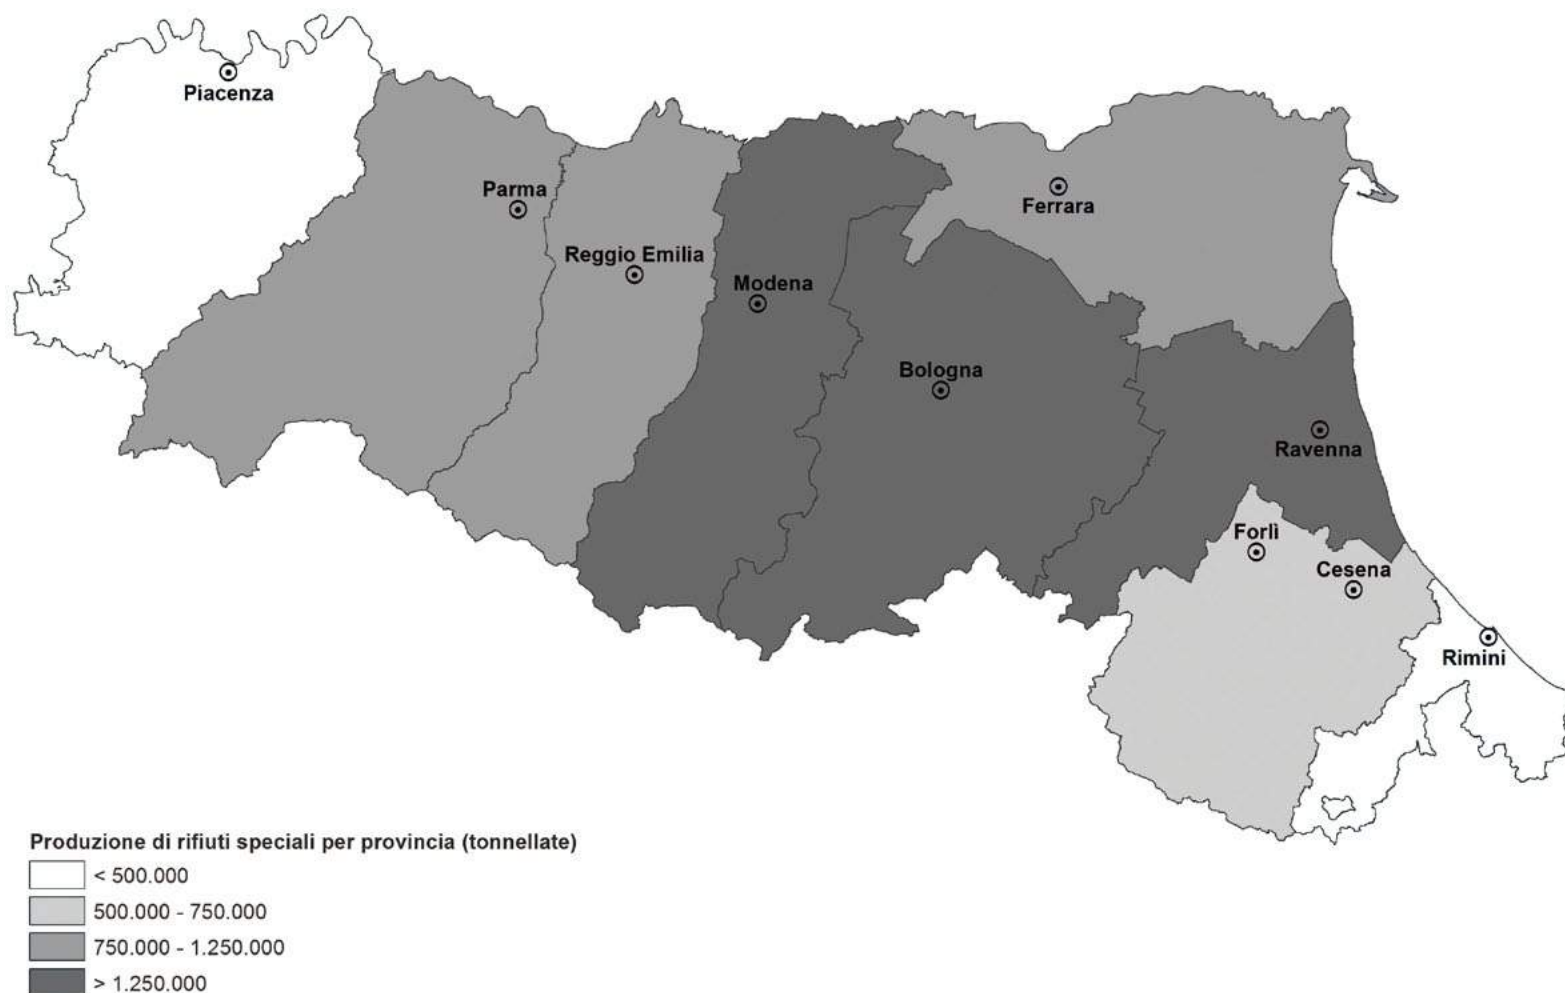 Piacenza
Parma
Reggio Emilia
Modena
Ferrara
Bologna
Ravenna
Forlì
Cesena
Rimini
Produzione di rifiuti speciali per provincia (tonnellate)
< 500.000
500.000 - 750.000
750.000 - 1.250.000
> 1.250.000